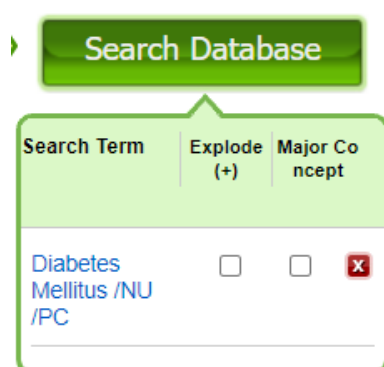 Search Database
Search Term
Explode
(+)
Major Co
ncept
Diabetes
Mellitus /NU
/PC
x